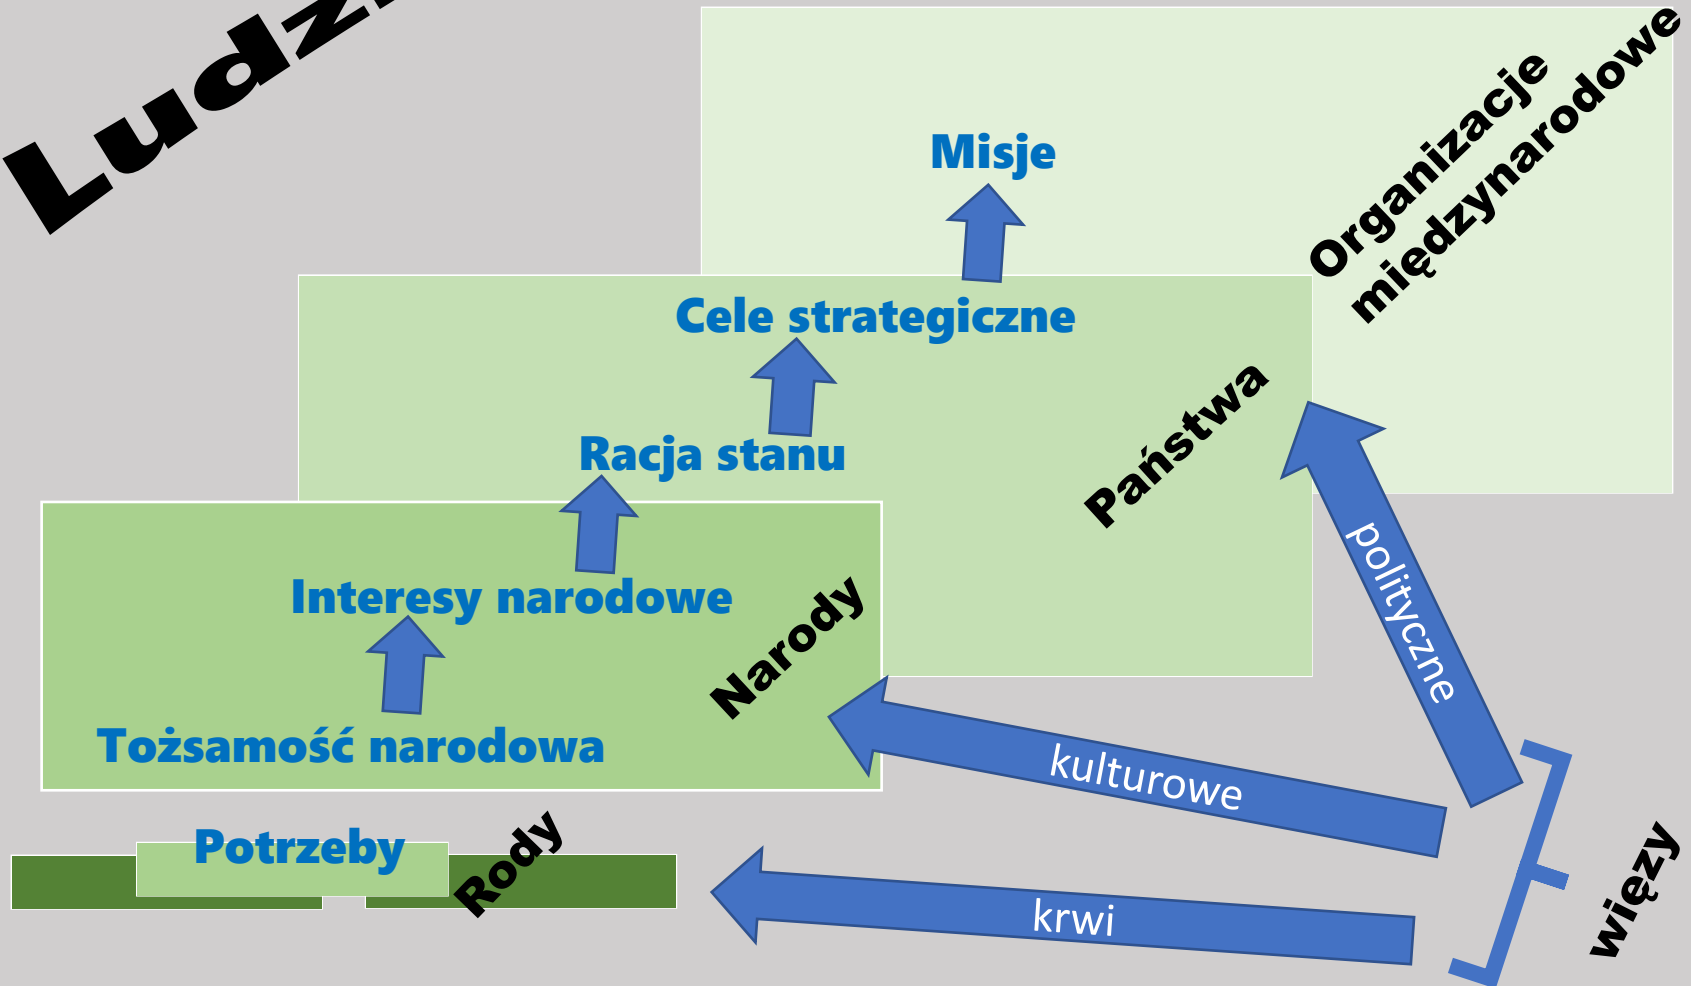 Organizacje
międzynarodowe
Misje
Cele strategiczne
Państwa
Racja stanu
Interesy narodowe
Narody
Tożsamość narodowa
Potrzeby
Rody
polityczne
kulturowe
krwi
więzy